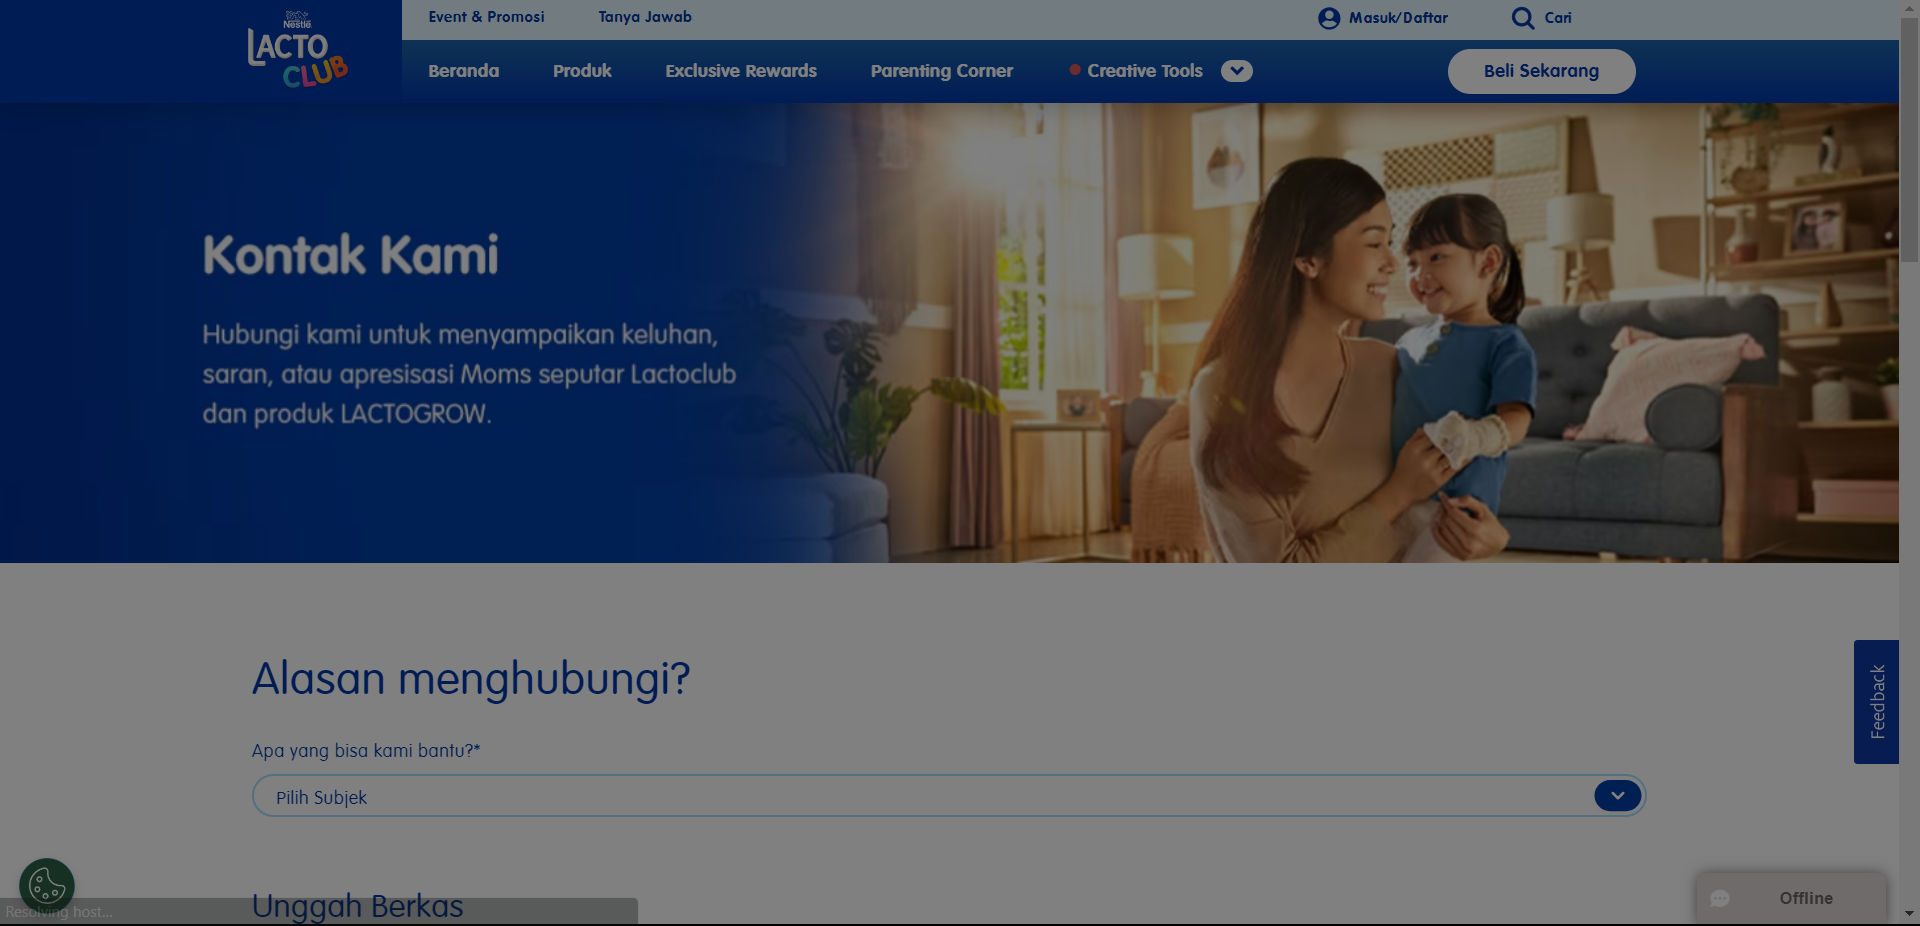 Nestlé
LACTO
CLUB
Event & Promosi
Tanya Jawab
Masuk/Daftar
Cari
Beranda
Produk
Exclusive Rewards
Parenting Corner
Creative Tools
Beli Sekarang
Kontak Kami
Hubungi kami untuk menyampaikan keluhan,
saran, atau apresisasi Moms seputar Lactoclub
dan produk LACTOGROW.
Alasan menghubungi?
Apa yang bisa kami bantu?*
Pilih Subjek
Feedback
Unggah Berkas
Resolving host...
Offline